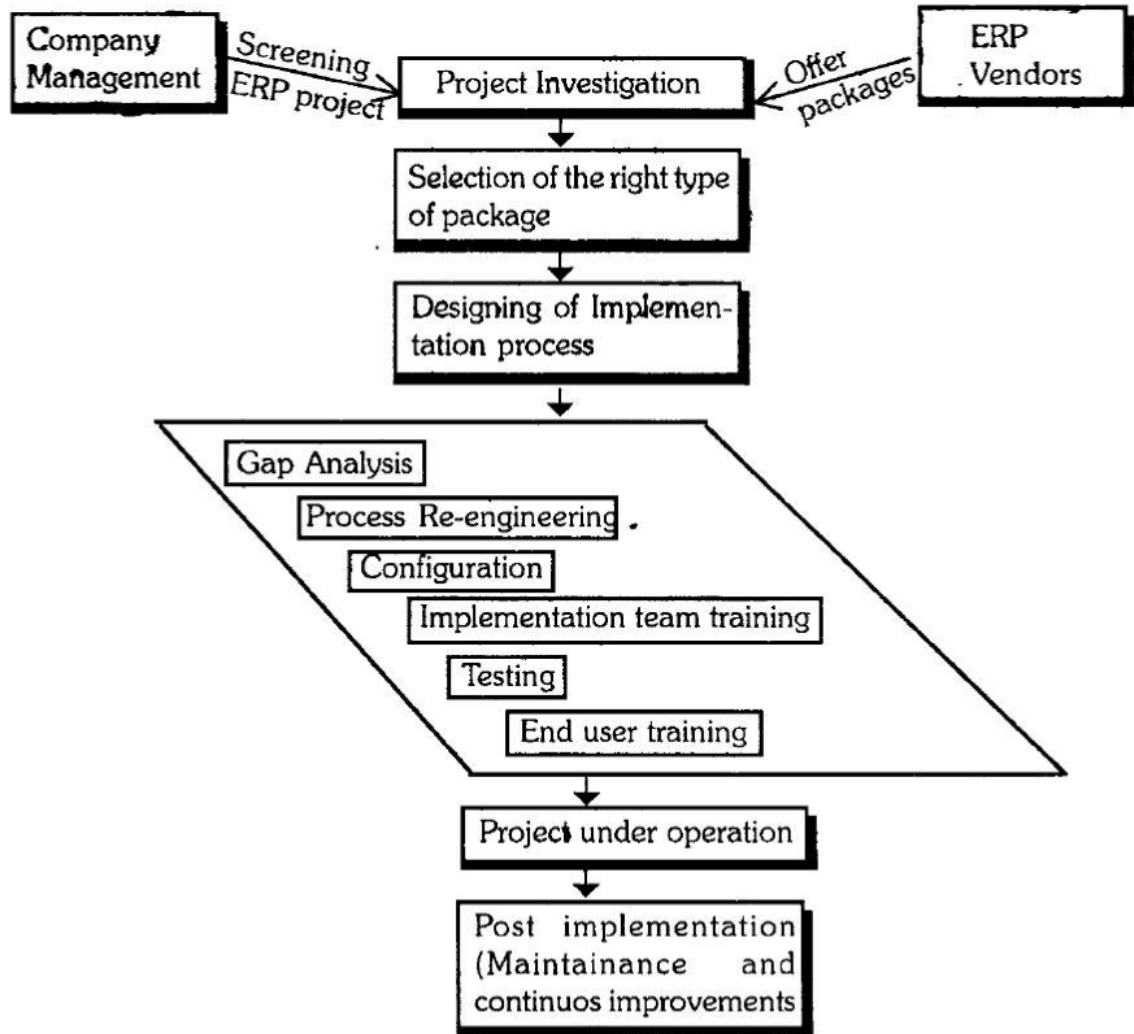 Company
Management
Screening
ERP project
Project Investigation
Offer
packages
ERP
Vendors
Selection of the right type
of package
Designing of Implemen-
tation process
Gap Analysis
Process Re-engineering
Configuration
Implementation team training
Testing
End user training
Project under operation
Post implementation
(Maintainance and
continuos improvements